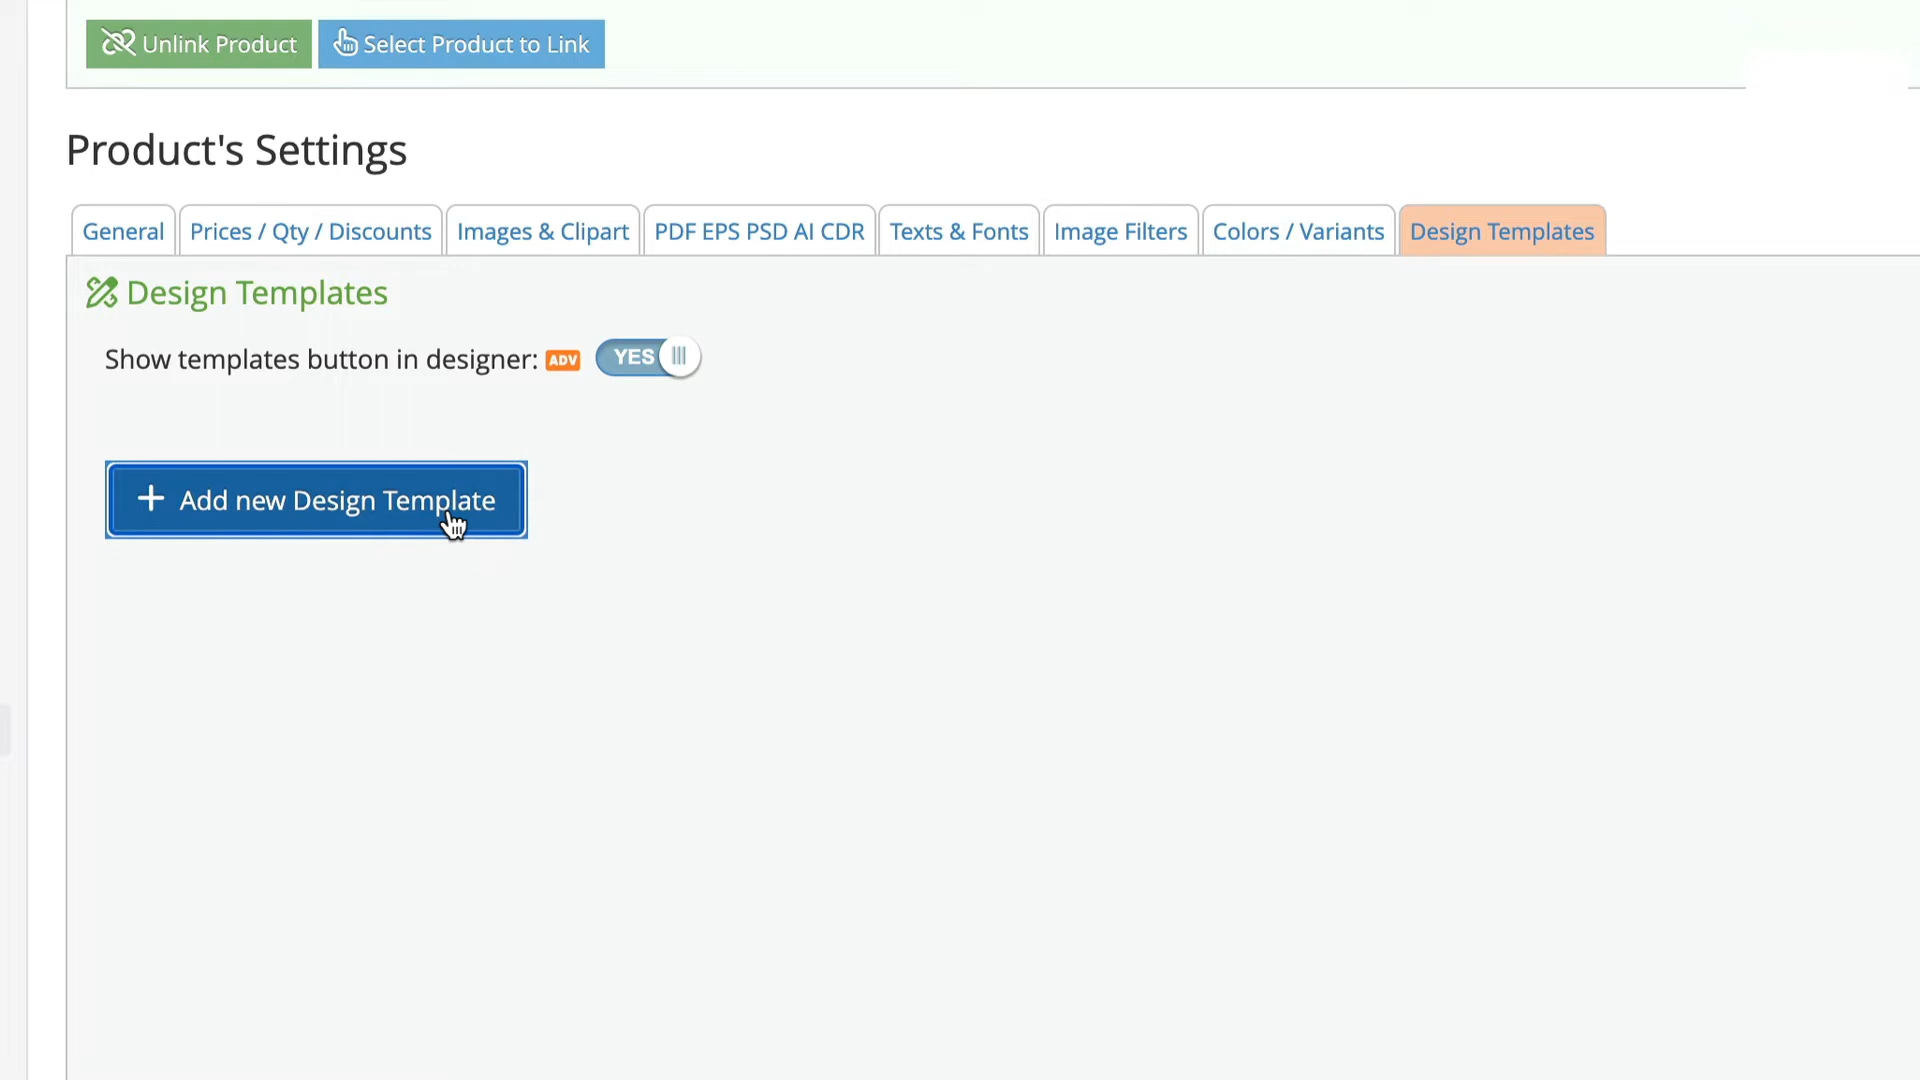 Unlink Product Select Product to Link
Product's Settings
General Prices / Qty / Discounts Images & Clipart PDF EPS PSD AI CDR Texts & Fonts Image Filters Colors / Variants Design Templates
Design Templates
Show templates button in designer: ADV YES
+ Add new Design Template